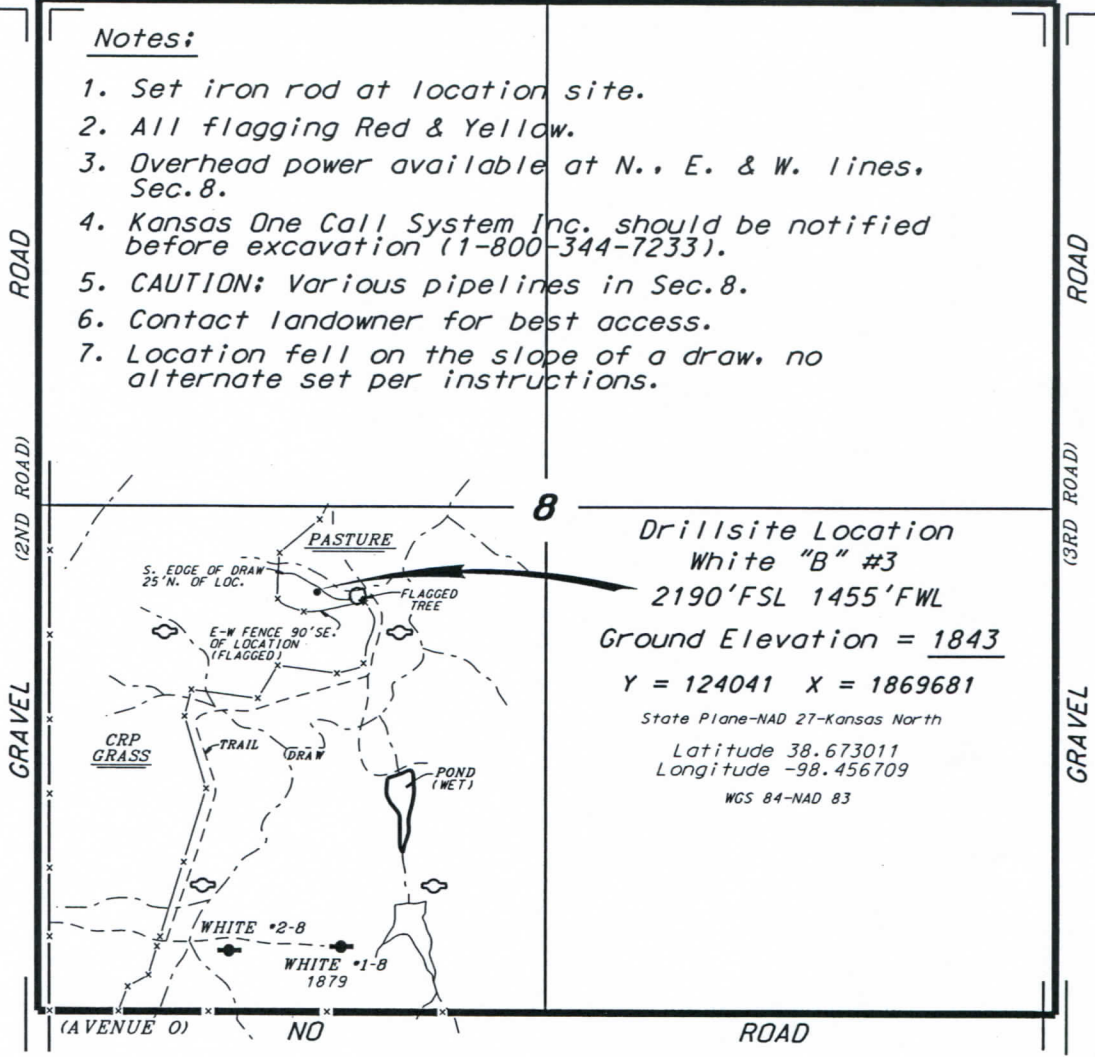 Notes:
1. Set iron rod at location site.
2. All flagging Red & Yellow.
3. Overhead power available at N., E. & W. lines,
Sec.8.
4. Kansas One Call System Inc. should be notified
before excavation (1-800-344-7233).
5. CAUTION: Various pipelines in Sec.8.
6. Contact landowner for best access.
7. Location fell on the slope of a draw, no
alternate set per instructions.
ROAD
(2ND ROAD)
GRAVEL
ROAD
(3RD ROAD)
GRAVEL
8
PASTURE
S. EDGE OF DRAW
25'N. OF LOC.
FLAGGED
TREE
E-W FENCE 90'SE.
OF LOCATION
(FLAGGED)
CRP
GRASS
TRAIL
DRAW
POND
(WET)
WHITE #2-8
WHITE #1-8
1879
Drillsite Location
White "B" #3
2190'FSL 1455'FWL
Ground Elevation = 1843
Y = 124041 X = 1869681
State Plane-NAD 27-Kansas North
Latitude 38.673011
Longitude -98.456709
WGS 84-NAD 83
(AVENUE O)
NO
ROAD